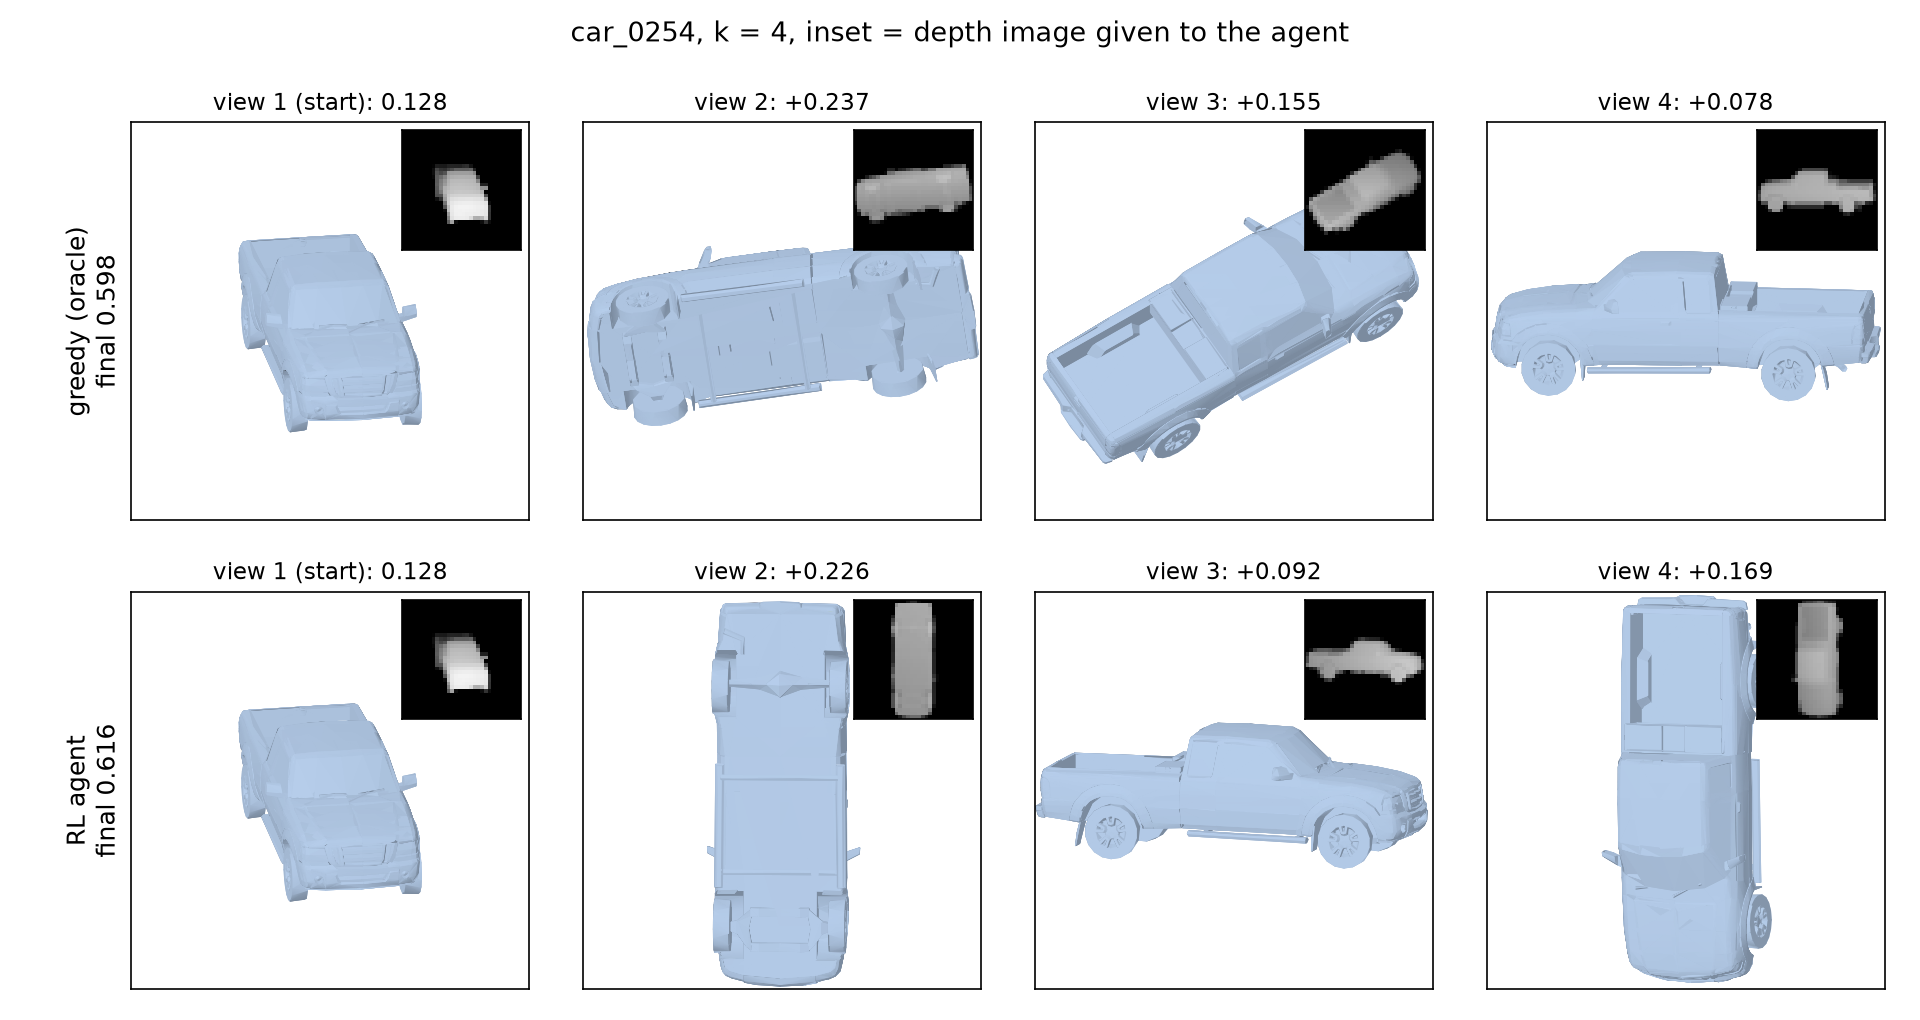 car_0254, k = 4, inset = depth image given to the agent
view 1 (start): 0.128
view 2: +0.237
view 3: +0.155
view 4: +0.078
greedy (oracle)
final 0.598
view 1 (start): 0.128
view 2: +0.226
view 3: +0.092
view 4: +0.169
RL agent
final 0.616